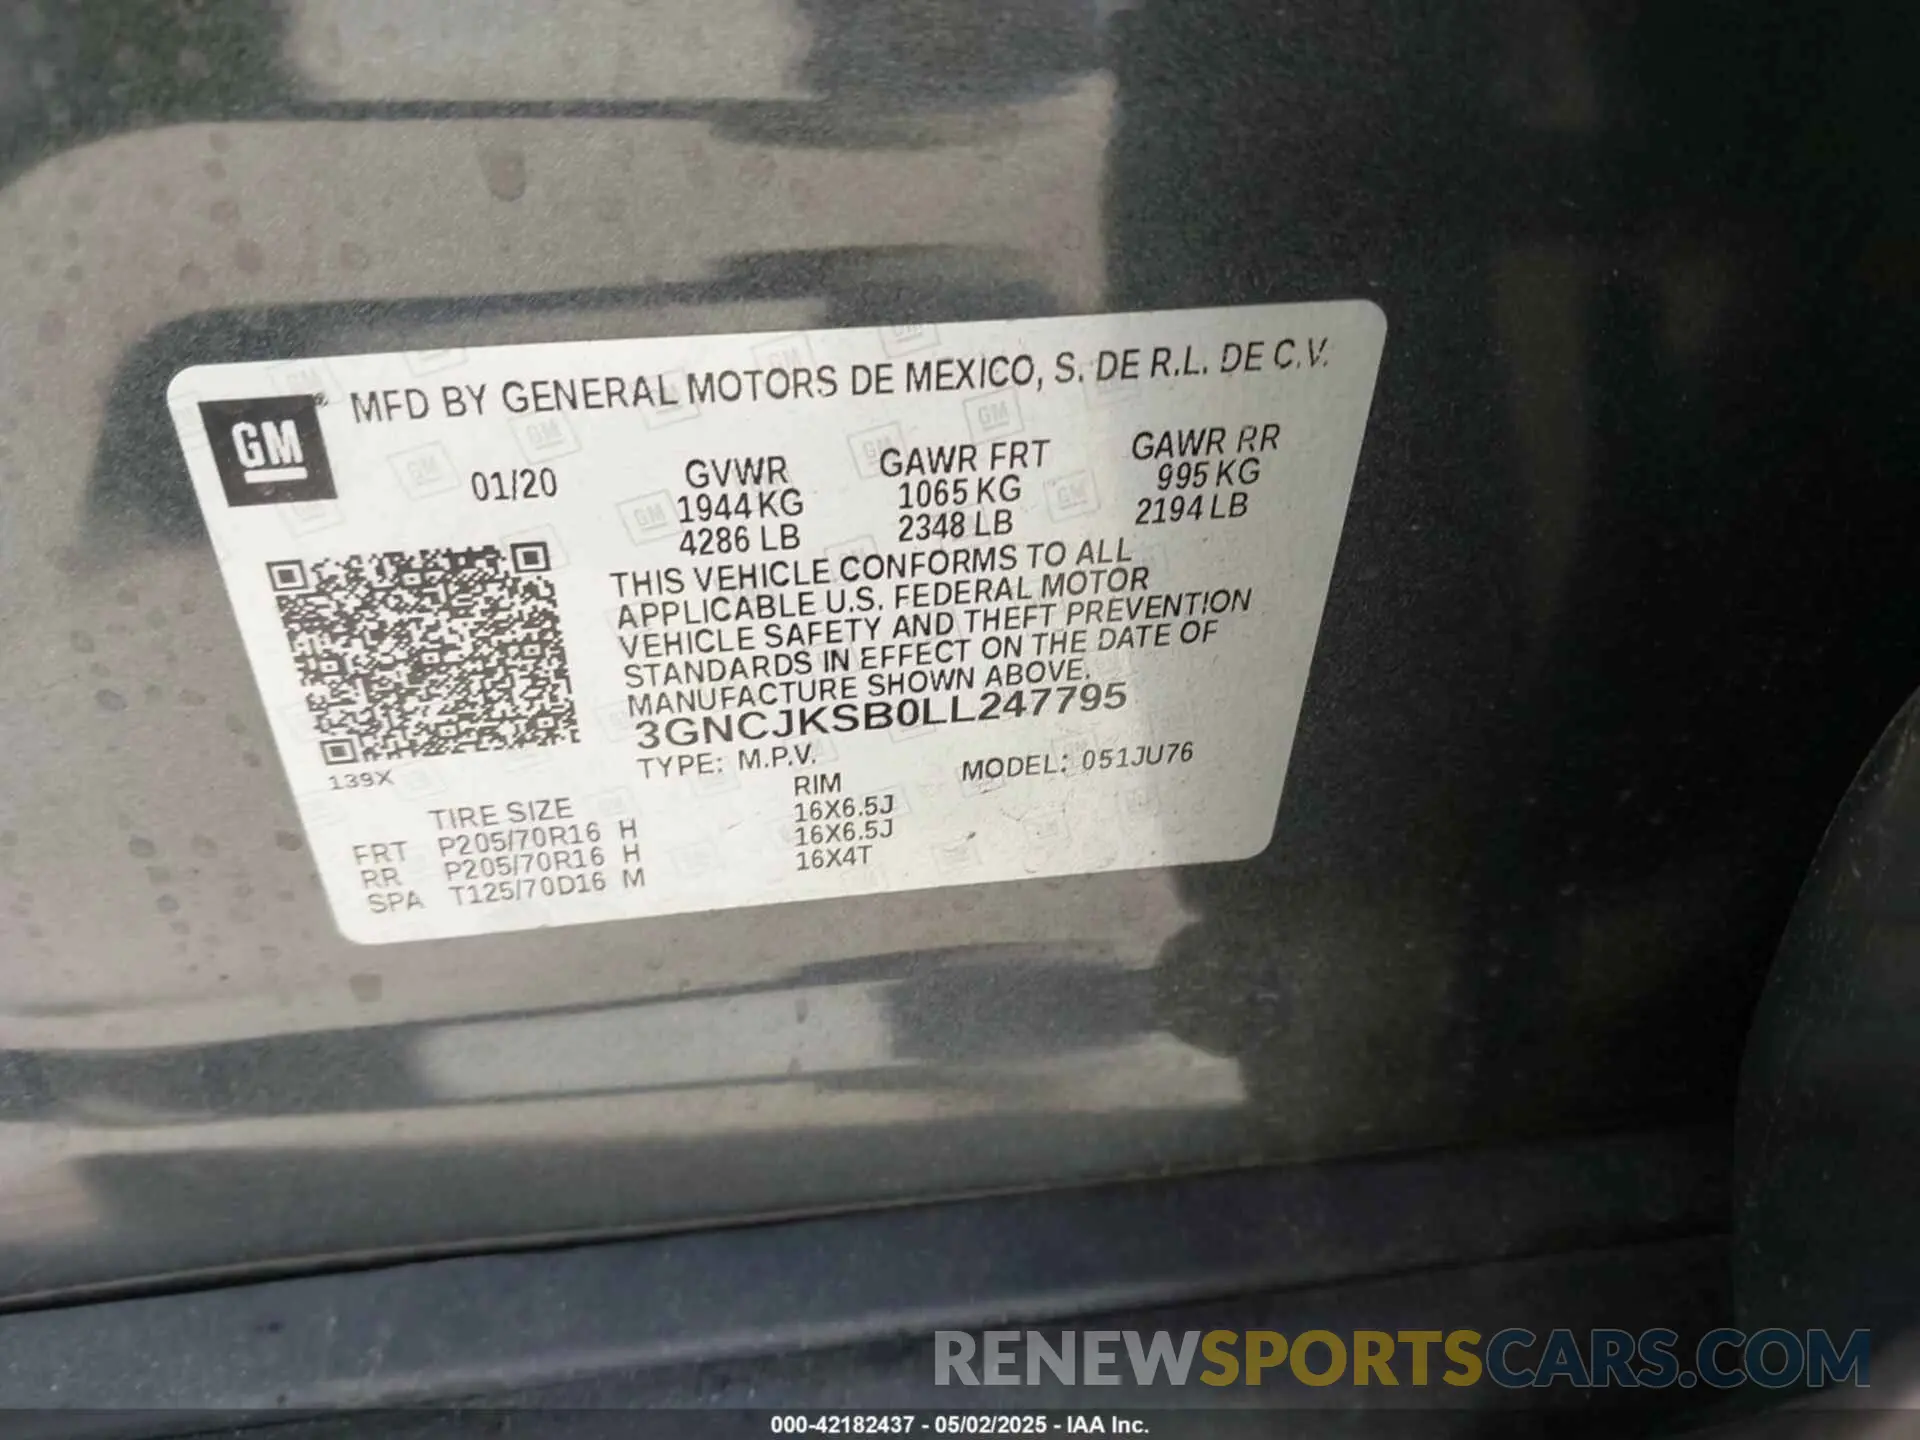 GM® MFD BY GENERAL MOTORS DE MEXICO, S. DE R.L. DE C.V.
01/20 GVWR GAWR FRT GAWR RR
1944 KG 1065 KG 995 KG
4286 LB 2348 LB 2194 LB
THIS VEHICLE CONFORMS TO ALL
APPLICABLE U.S. FEDERAL MOTOR
VEHICLE SAFETY AND THEFT PREVENTION
STANDARDS IN EFFECT ON THE DATE OF
MANUFACTURE SHOWN ABOVE.
3GNCJKSB0LL247795
139X TYPE: M.P.V. MODEL: 051JU76
TIRE SIZE RIM
FRT P205/70R16 H 16X6.5J
RR P205/70R16 H 16X6.5J
SPA T125/70D16 M 16X4T
RENEWSPORTSCARS.COM
000-42182437 - 05/02/2025 - IAA Inc.